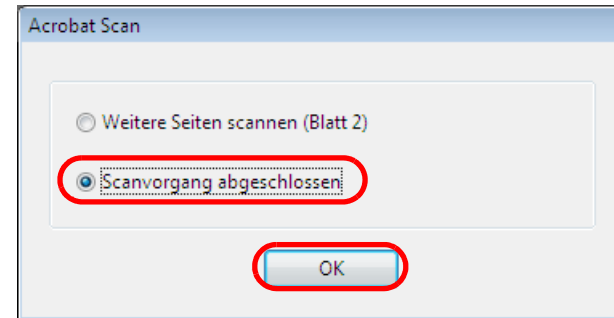 Acrobat Scan
Weitere Seiten scannen (Blatt 2)
Scanvorgang abgeschlossen
OK